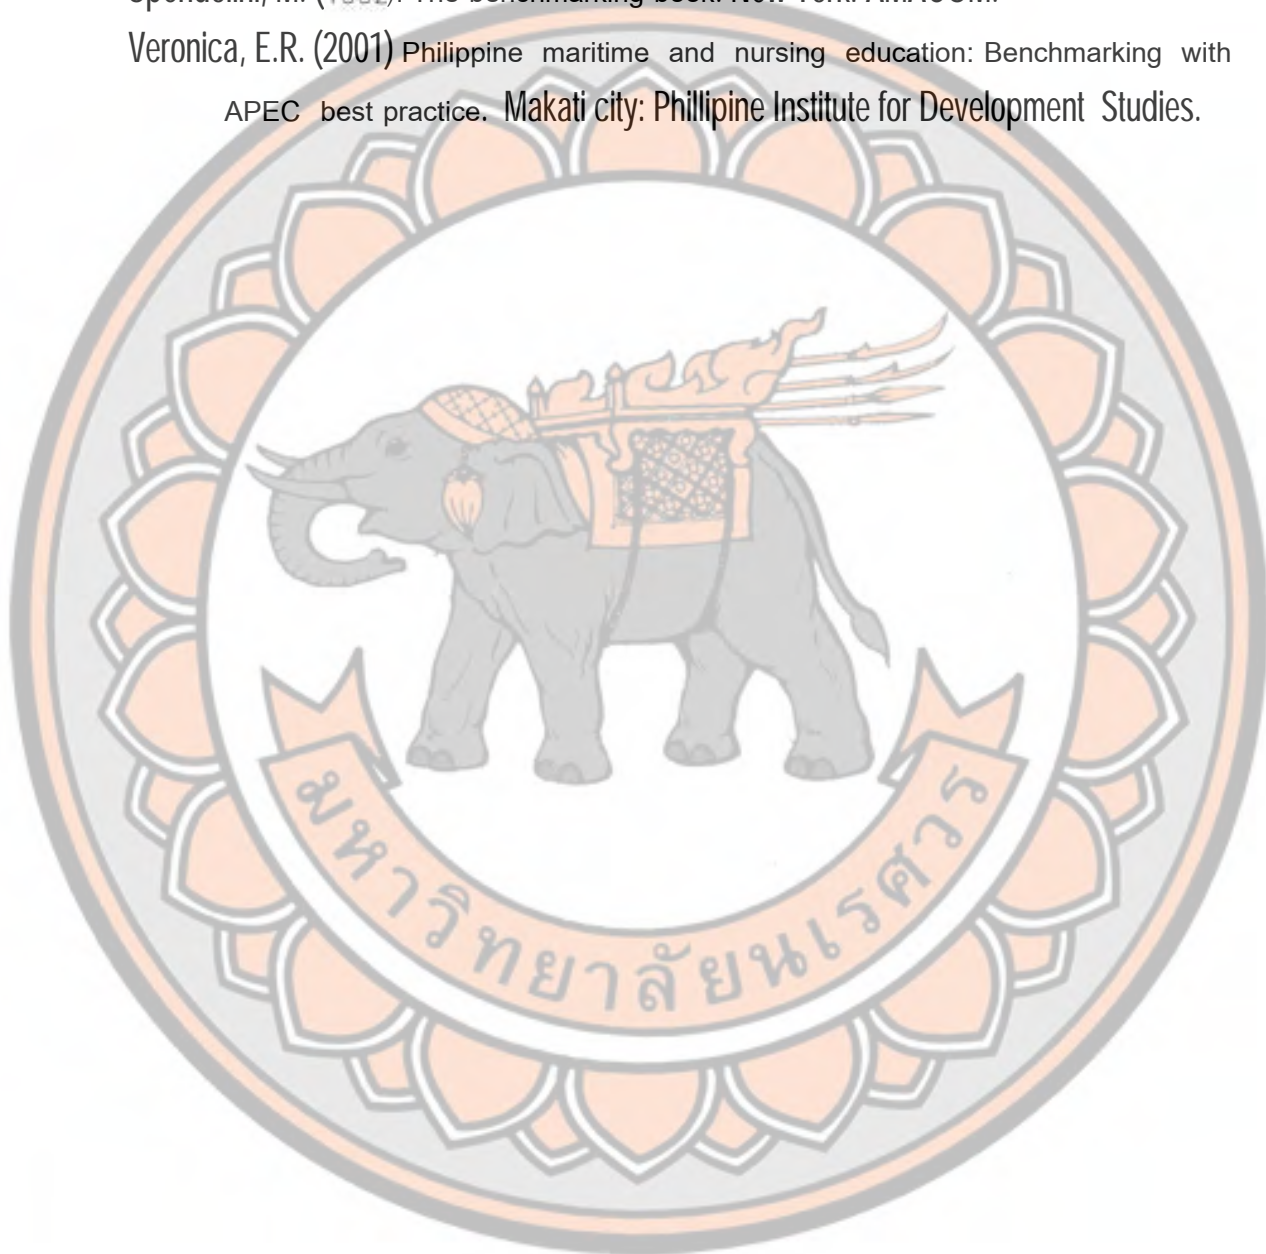 The benchmarking book. New York: AMACOM.
Veronica, E.R. (2001) Philippine maritime and nursing education: Benchmarking with
APEC best practice. Makati city: Phillipine Institute for Development Studies.
มหาวิทยาลัยนเรศวร